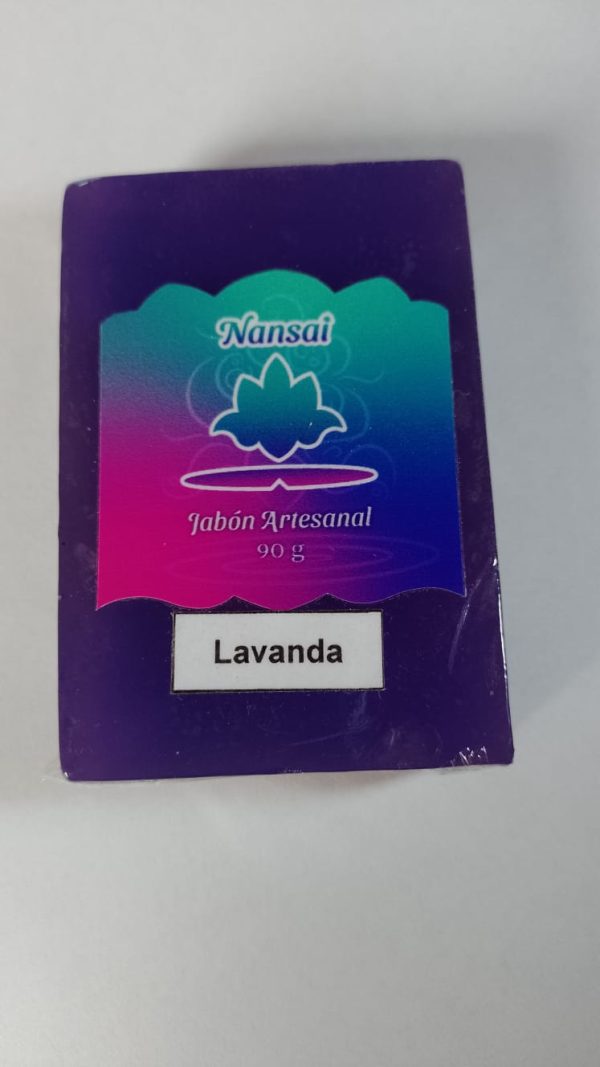 Nansai
Jabón Artesanal
90 g
Lavanda